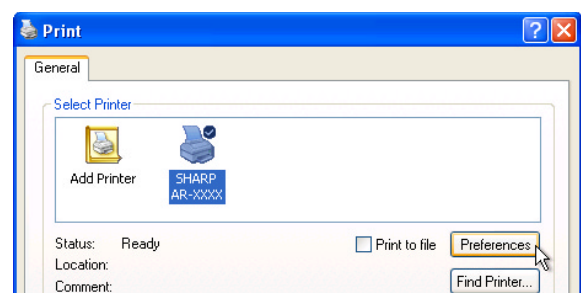 Print
General
Select Printer
Add Printer
SHARP
AR-XXXX
Status: Ready
Print to file
Preferences
Location:
Find Printer...
Comment: